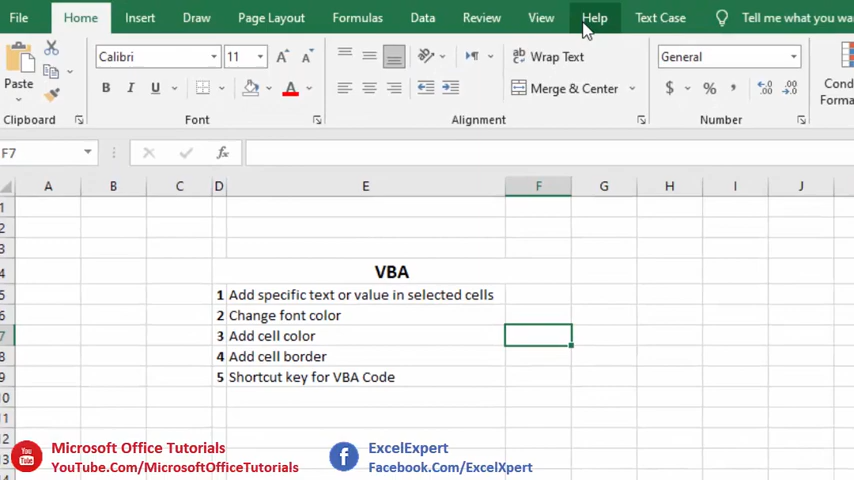 File Home Insert Draw Page Layout Formulas Data Review View Help Text Case Tell me what you wa
Paste
Calibri 11 A A
B I U A
ab c Wrap Text
Merge & Center
General
$ % ,
Cond
Forma
Clipboard Font Alignment Number
F7 fx
A B C D E F G H I J
1
2
3
4 VBA
5 1 Add specific text or value in selected cells
6 2 Change font color
7 3 Add cell color
8 4 Add cell border
9 5 Shortcut key for VBA Code
10
11
12
13
Microsoft Office Tutorials
YouTube.Com/MicrosoftOfficeTutorials
ExcelExpert
Facebook.Com/ExcelXpert